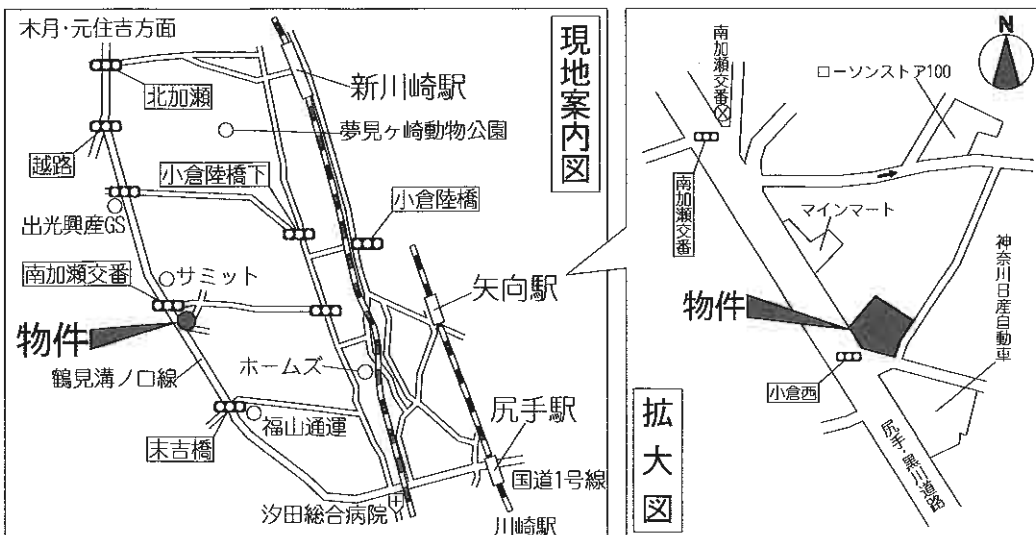 現地案内図
木月・元住吉方面
北加瀬
新川崎駅
越路
夢見ヶ崎動物公園
小倉陸橋下
小倉陸橋
出光興産GS
サミット
南加瀬交番
物件
矢向駅
鶴見溝ノ口線
ホームズ
福山通運
末吉橋
尻手駅
国道1号線
汐田総合病院
川崎駅
拡大図
N
南加瀬交番
ローソンストア100
南加瀬交番
マインマート
物件
神奈川日産自動車
小倉西
尻手・黒川道路